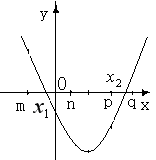 y
O x₂
m x₁ n p q x